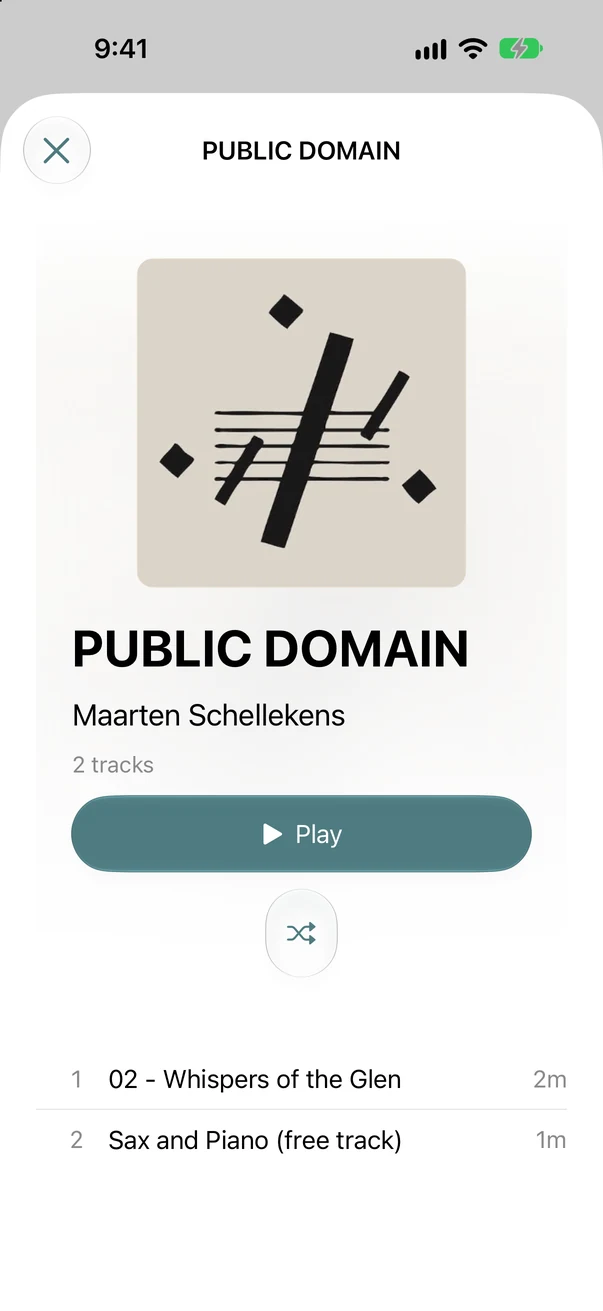 9:41
PUBLIC DOMAIN
PUBLIC DOMAIN
Maarten Schellekens
2 tracks
Play
1 02 - Whispers of the Glen 2m
2 Sax and Piano (free track) 1m